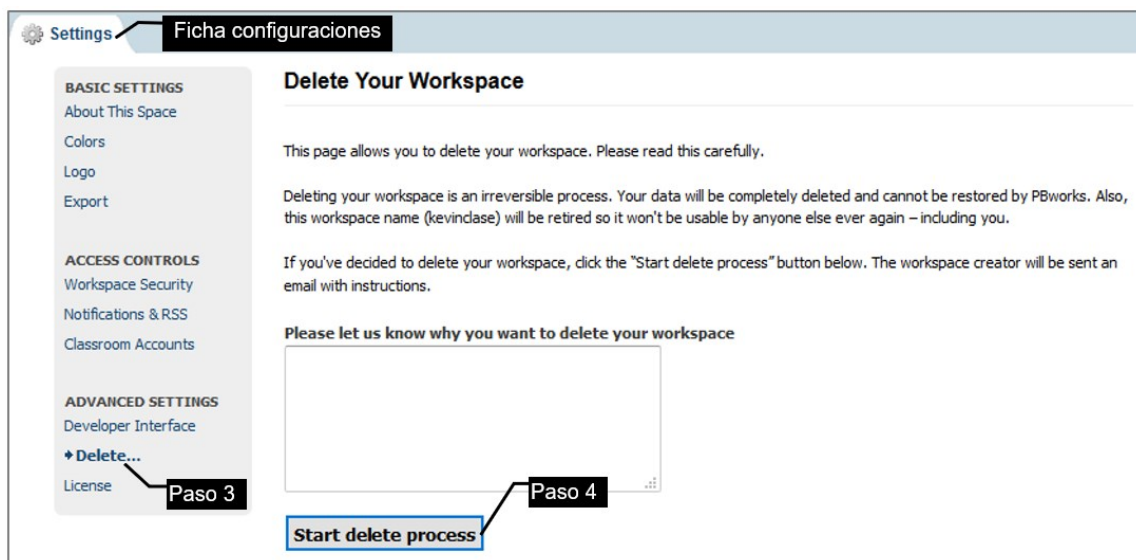 Settings
Ficha configuraciones
BASIC SETTINGS
About This Space
Colors
Logo
Export
ACCESS CONTROLS
Workspace Security
Notifications & RSS
Classroom Accounts
ADVANCED SETTINGS
Developer Interface
Delete...
License
Paso 3
Delete Your Workspace
This page allows you to delete your workspace. Please read this carefully.
Deleting your workspace is an irreversible process. Your data will be completely deleted and cannot be restored by PBworks. Also,
this workspace name (kevinclase) will be retired so it won't be usable by anyone else ever again – including you.
If you've decided to delete your workspace, click the "Start delete process" button below. The workspace creator will be sent an
email with instructions.
Please let us know why you want to delete your workspace
Paso 4
Start delete process